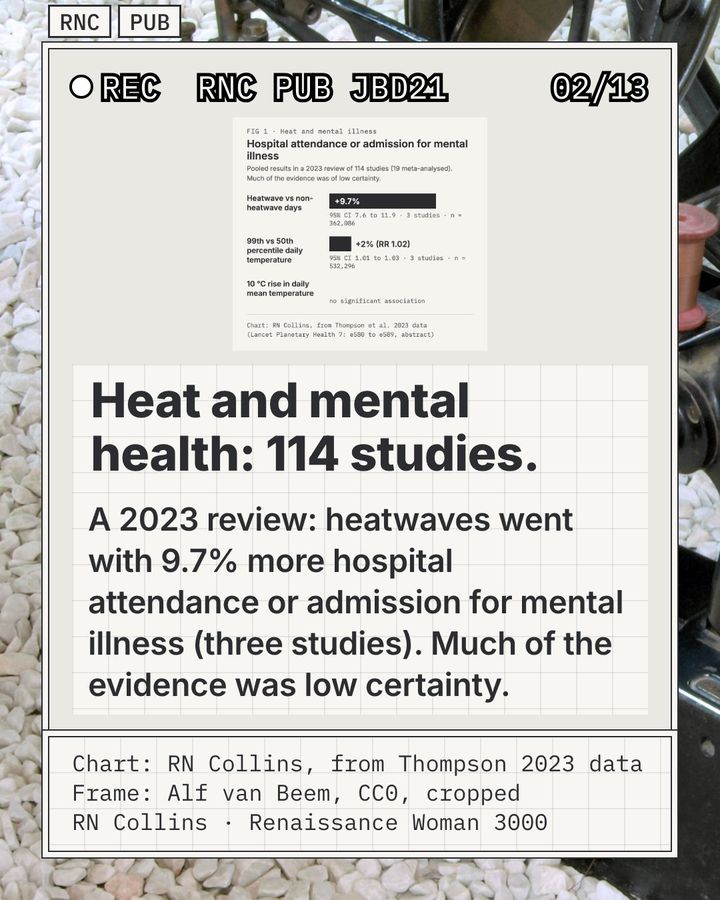 RNC PUB
REC RNC PUB JBD21 02/13
FIG 1 · Heat and mental illness
Hospital attendance or admission for mental
illness
Pooled results in a 2023 review of 114 studies (19 meta-analysed).
Much of the evidence was of low certainty.
Heatwave vs non-
heatwave days
+9.7%
95% CI 7.6 to 11.9 · 3 studies · n =
362,086
99th vs 50th
percentile daily
temperature
+2% (RR 1.02)
95% CI 1.01 to 1.03 · 3 studies · n =
532,296
10 °C rise in daily
mean temperature
no significant association
Chart: RN Collins, from Thompson et al. 2023 data
(Lancet Planetary Health 7: e580 to e589, abstract)
Heat and mental
health: 114 studies.
A 2023 review: heatwaves went
with 9.7% more hospital
attendance or admission for mental
illness (three studies). Much of the
evidence was low certainty.
Chart: RN Collins, from Thompson 2023 data
Frame: Alf van Beem, CC0, cropped
RN Collins · Renaissance Woman 3000